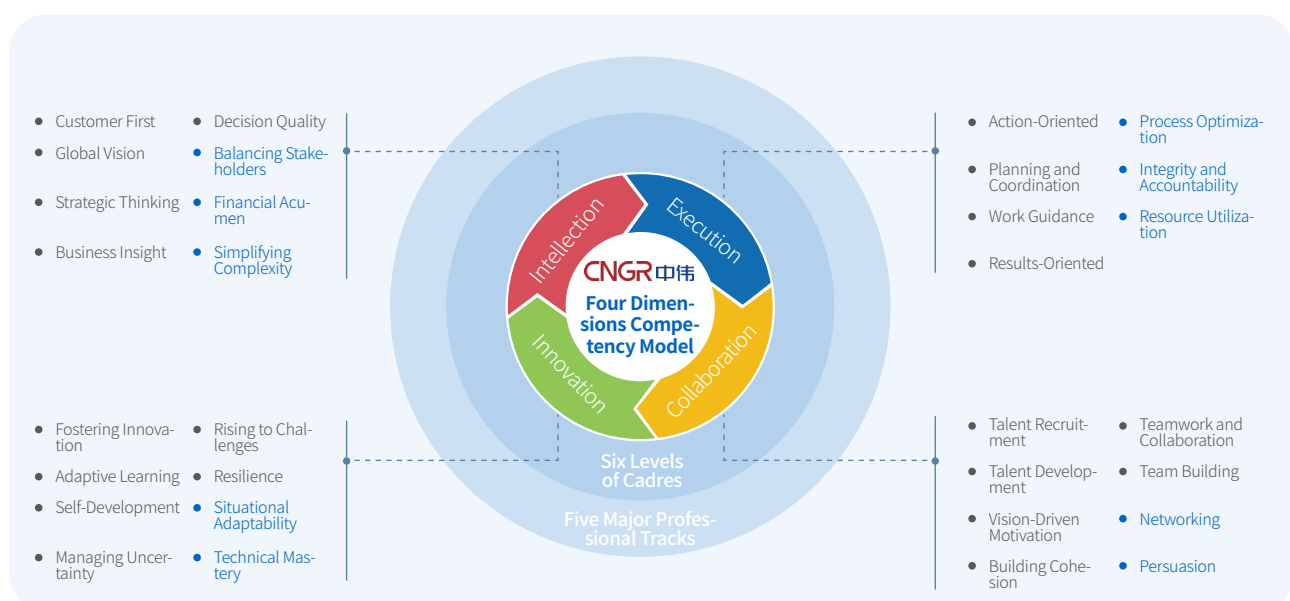 Customer First
Global Vision
Strategic Thinking
Business Insight
Decision Quality
Balancing Stake-
holders
Financial Acu-
men
Simplifying
Complexity
Action-Oriented
Planning and
Coordination
Work Guidance
Results-Oriented
Process Optimiza-
tion
Integrity and
Accountability
Resource Utiliza-
tion
Intellection
Execution
Innovation
Collaboration
CNGR中伟
Four Dimen-
sions Compe-
tency Model
Six Levels
of Cadres
Five Major Profes-
sional Tracks
Fostering Innova-
tion
Adaptive Learning
Self-Development
Managing Uncer-
tainty
Rising to Chal-
lenges
Resilience
Situational
Adaptability
Technical Mas-
tery
Talent Recruit-
ment
Talent Develop-
ment
Vision-Driven
Motivation
Building Cohe-
sion
Teamwork and
Collaboration
Team Building
Networking
Persuasion